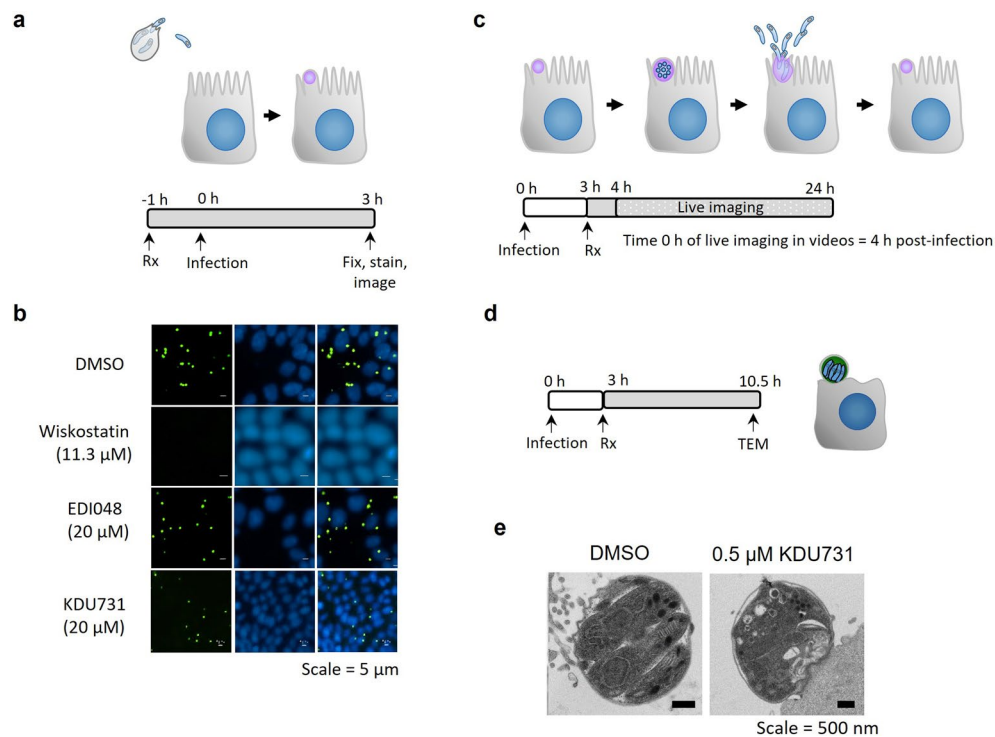 a
-1 h 0 h 3 h
Rx
Infection
Fix, stain,
image
b
DMSO
Wiskostatin
(11.3 µM)
EDI048
(20 µM)
KDU731
(20 µM)
Scale = 5 µm
c
0 h 3 h 4 h 24 h
Live imaging
Infection Rx
Time 0 h of live imaging in videos = 4 h post-infection
d
0 h 3 h 10.5 h
Infection Rx TEM
e
DMSO 0.5 µM KDU731
Scale = 500 nm